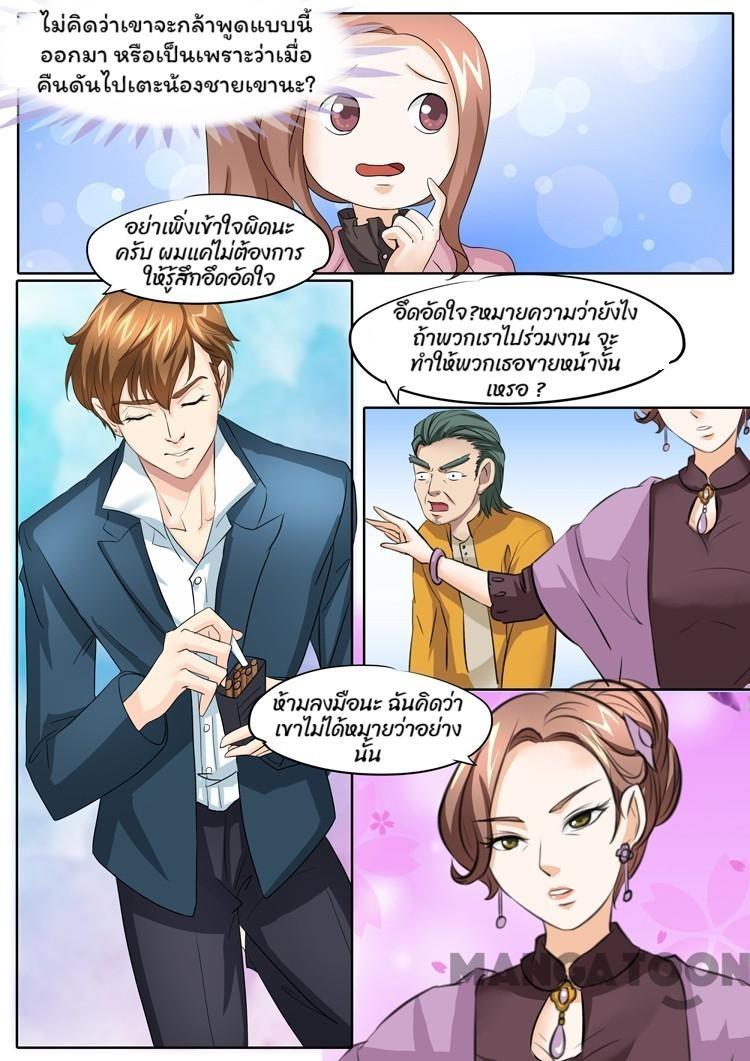 ไม่คิดว่าเขาจะกล้าพูดแบบนี้
ออกมา หรือเป็นเพราะว่าเมื่อ
คืนดันไปเตะน้องชายเขานะ?
อย่าเพิ่งเข้าใจผิดนะ
ครับ ผมแค่ไม่ต้องการ
ให้รู้สึกอึดอัดใจ
อึดอัดใจ?หมายความว่ายังไง
ถ้าพวกเราไปร่วมงาน จะ
ทำให้พวกเธอขายหน้างั้น
เหรอ ?
ห้ามลงมือนะ ฉันคิดว่า
เขาไม่ได้หมายว่าอย่าง
นั้น
MANGATOON